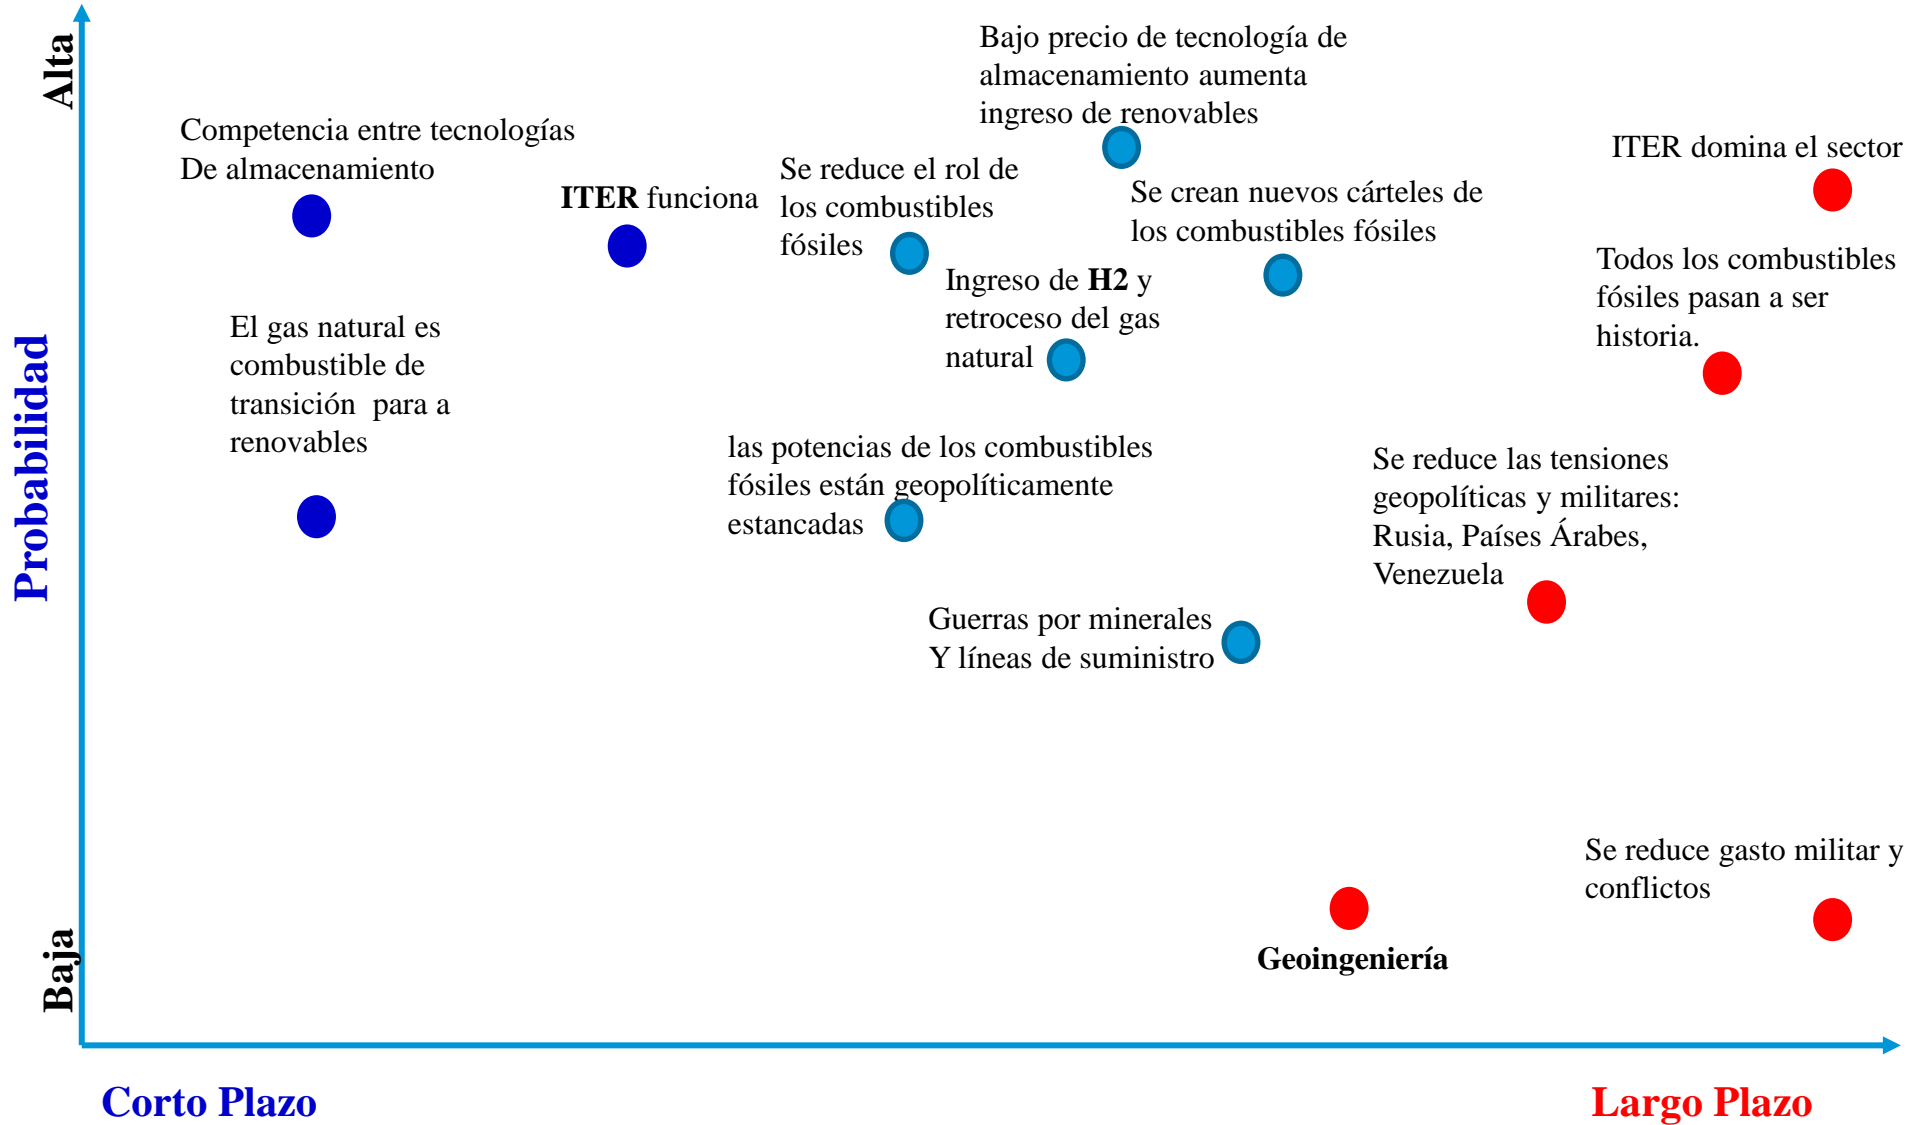 Alta
Probabilidad
Baja
Competencia entre tecnologías
De almacenamiento
ITER funciona
El gas natural es
combustible de
transición  para a
renovables
Se reduce el rol de
los combustibles
fósiles
Bajo precio de tecnología de
almacenamiento aumenta
ingreso de renovables
Se crean nuevos cárteles de
los combustibles fósiles
Ingreso de H2 y
retroceso del gas
natural
las potencias de los combustibles
fósiles están geopolíticamente
estancadas
Guerras por minerales
Y líneas de suministro
ITER domina el sector
Todos los combustibles
fósiles pasan a ser
historia.
Se reduce las tensiones
geopolíticas y militares:
Rusia, Países Árabes,
Venezuela
Se reduce gasto militar y
conflictos
Geoingeniería
Corto Plazo
Largo Plazo